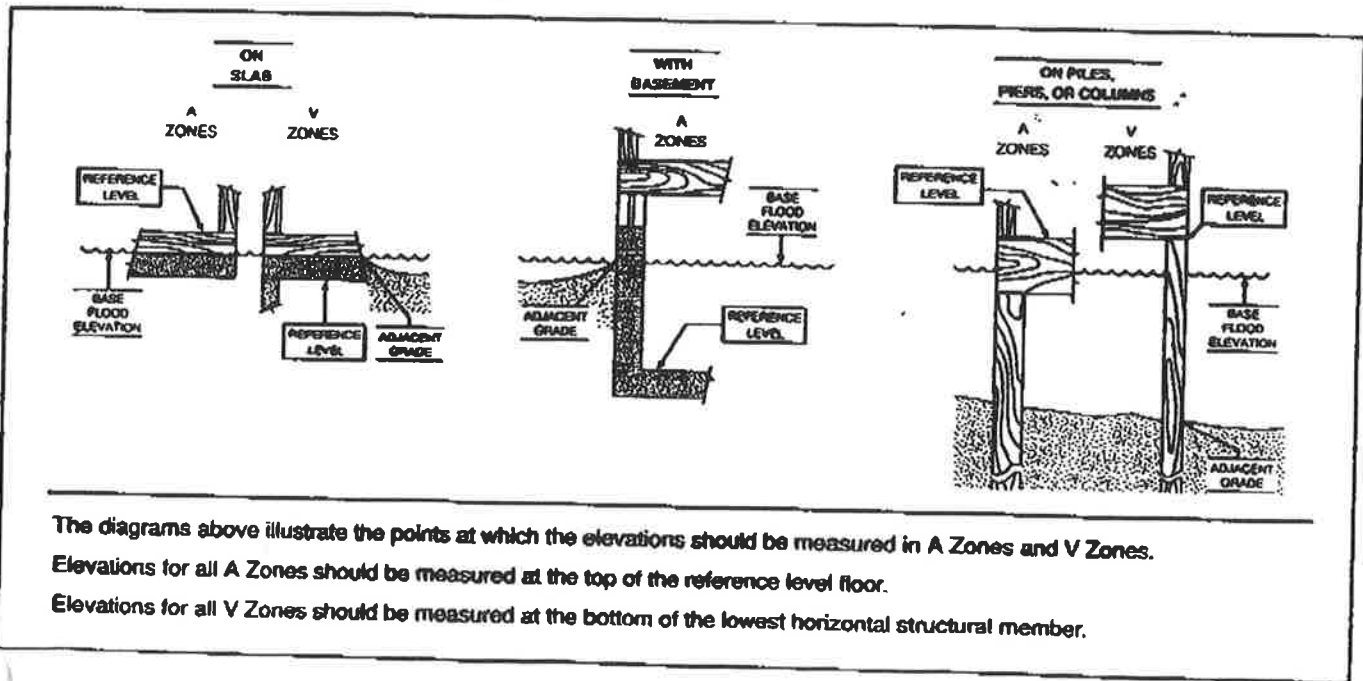 ON
SLAB
A
ZONES
V
ZONES
REFERENCE
LEVEL
BASE
FLOOD
ELEVATION
REFERENCE
LEVEL
ADJACENT
GRADE
WITH
BASEMENT
A
ZONES
BASE
FLOOD
ELEVATION
ADJACENT
GRADE
REFERENCE
LEVEL
ON PILES,
PIERS, OR COLUMNS
A
ZONES
V
ZONES
REFERENCE
LEVEL
REFERENCE
LEVEL
BASE
FLOOD
ELEVATION
ADJACENT
GRADE
The diagrams above illustrate the points at which the elevations should be measured in A Zones and V Zones.
Elevations for all A Zones should be measured at the top of the reference level floor.
Elevations for all V Zones should be measured at the bottom of the lowest horizontal structural member.